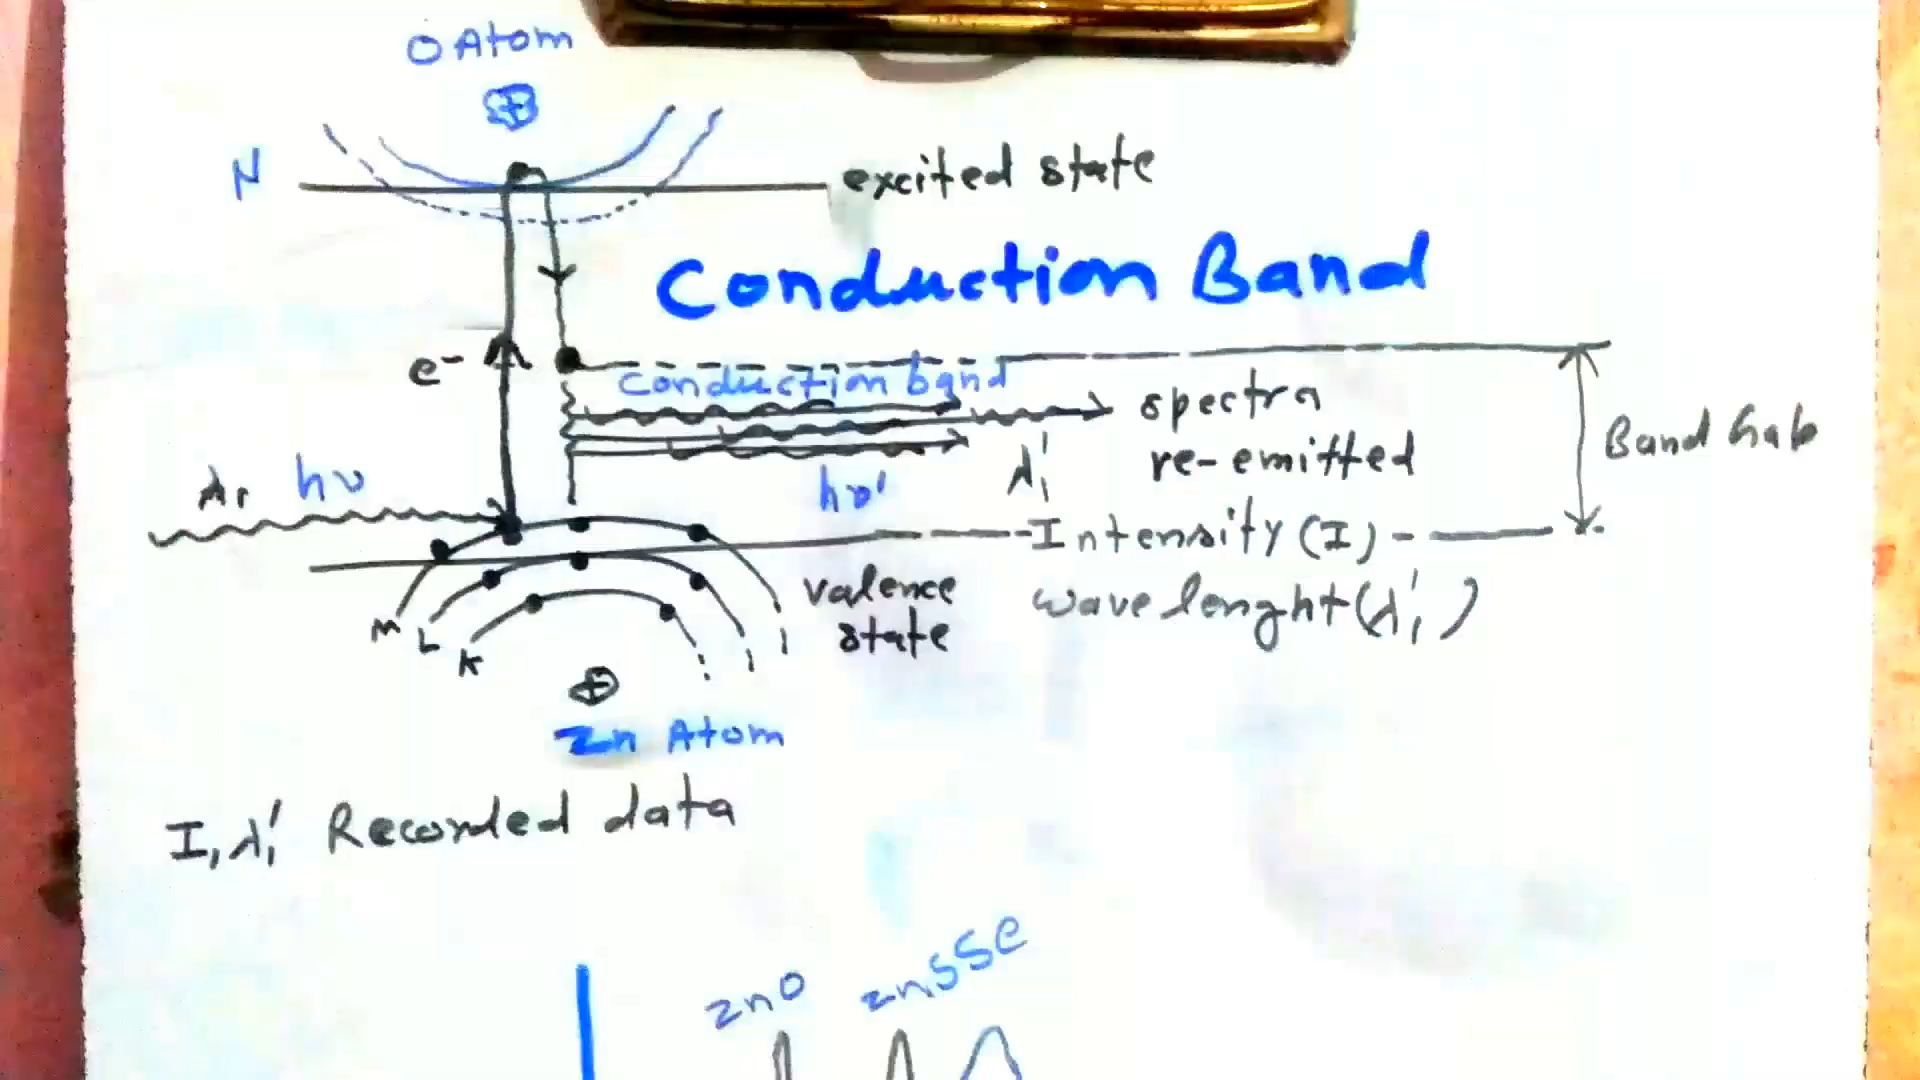 O Atom
N
excited state
Conduction Band
e-
conduction band
spectra
re-emitted
Band Gab
λ1 hν
hν'
λ1'
Intensity (I)
valence
state
wave lenght (λ1')
M L K
Zn Atom
I, λ1' Recorded data
ZnO
ZnSSe